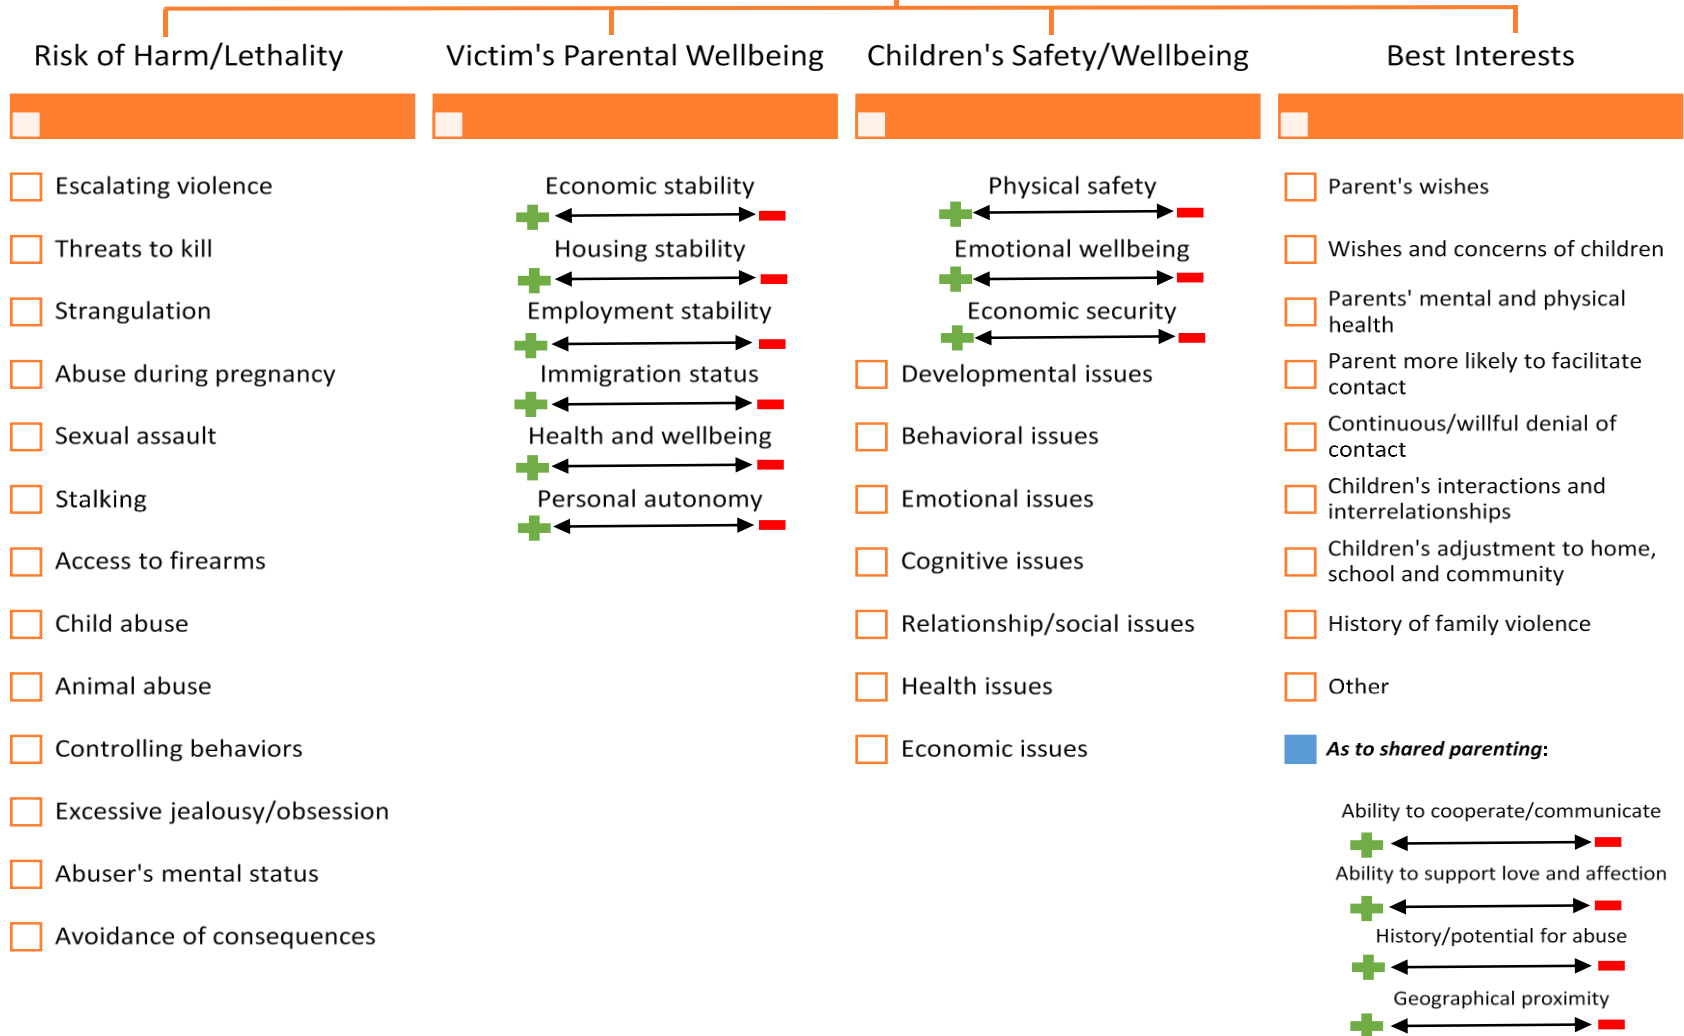 Risk of Harm/Lethality
Escalating violence
Threats to kill
Strangulation
Abuse during pregnancy
Sexual assault
Stalking
Access to firearms
Child abuse
Animal abuse
Controlling behaviors
Excessive jealousy/obsession
Abuser's mental status
Avoidance of consequences
Victim's Parental Wellbeing
Economic stability
Housing stability
Employment stability
Immigration status
Health and wellbeing
Personal autonomy
Children's Safety/Wellbeing
Physical safety
Emotional wellbeing
Economic security
Developmental issues
Behavioral issues
Emotional issues
Cognitive issues
Relationship/social issues
Health issues
Economic issues
Best Interests
Parent's wishes
Wishes and concerns of children
Parents' mental and physical
health
Parent more likely to facilitate
contact
Continuous/willful denial of
contact
Children's interactions and
interrelationships
Children's adjustment to home,
school and community
History of family violence
Other
As to shared parenting:
Ability to cooperate/communicate
Ability to support love and affection
History/potential for abuse
Geographical proximity